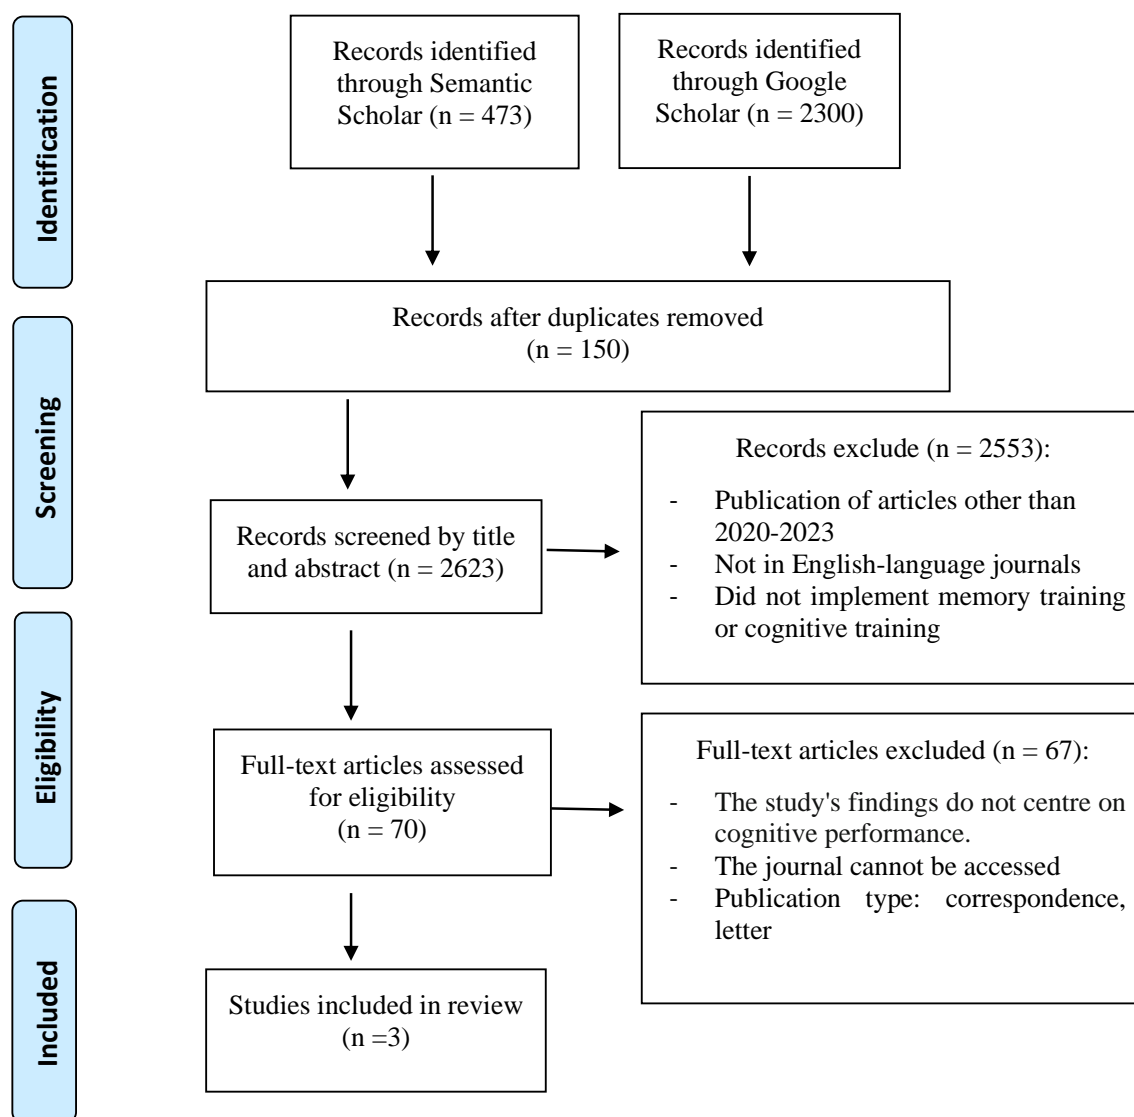 Identification
Records identified
through Semantic
Scholar (n = 473)
Records identified
through Google
Scholar (n = 2300)
Records after duplicates removed
(n = 150)
Screening
Records screened by title
and abstract (n = 2623)
Records exclude (n = 2553):
- Publication of articles other than
2020-2023
- Not in English-language journals
- Did not implement memory training
or cognitive training
Eligibility
Full-text articles assessed
for eligibility
(n = 70)
Full-text articles excluded (n = 67):
- The study's findings do not centre on
cognitive performance.
- The journal cannot be accessed
- Publication type: correspondence,
letter
Included
Studies included in review
(n =3)